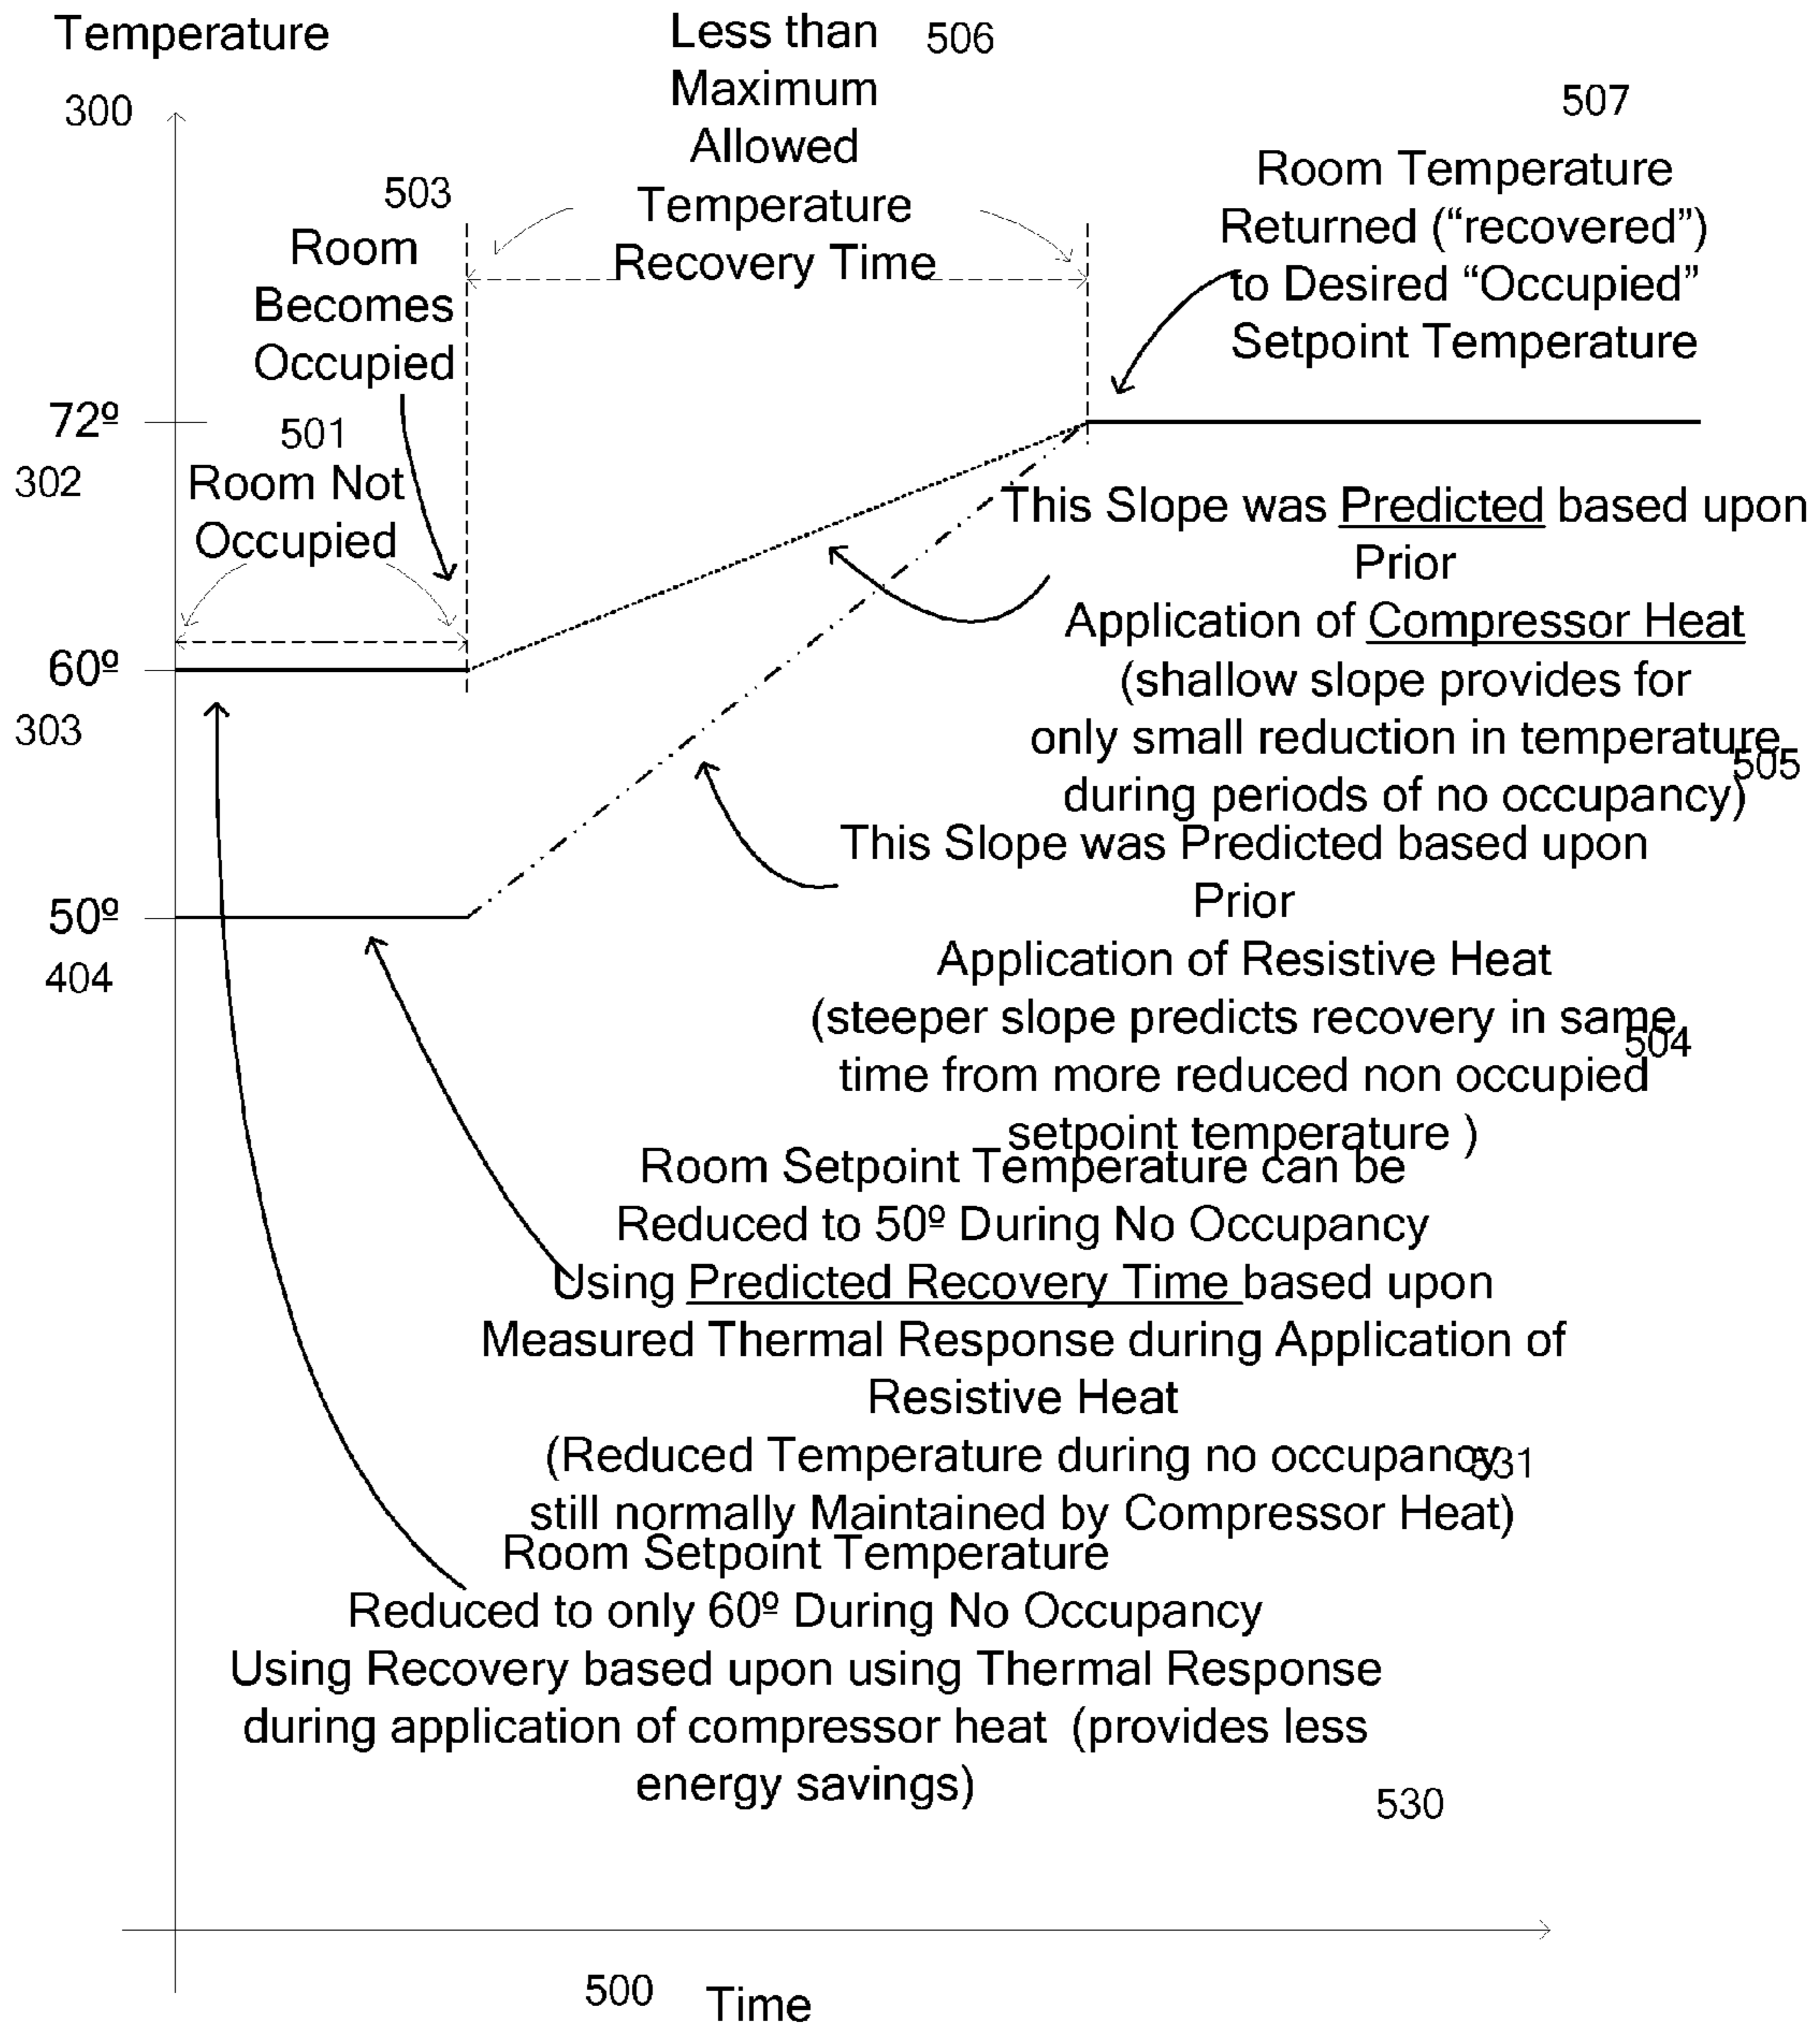 Temperature
300
Less than
Maximum
Allowed
Temperature
Recovery Time
506
507
Room Temperature
Returned (“recovered”)
to Desired “Occupied”
Setpoint Temperature
503
Room
Becomes
Occupied
72º
302
501
Room Not
Occupied
60º
303
This Slope was Predicted based upon
Prior
Application of Compressor Heat
(shallow slope provides for
only small reduction in temperature
during periods of no occupancy)
505
50º
404
This Slope was Predicted based upon
Prior
Application of Resistive Heat
(steeper slope predicts recovery in same
time from more reduced non occupied
setpoint temperature )
504
Room Setpoint Temperature can be
Reduced to 50º During No Occupancy
Using Predicted Recovery Time based upon
Measured Thermal Response during Application of
Resistive Heat
(Reduced Temperature during no occupancy
still normally Maintained by Compressor Heat)
531
Room Setpoint Temperature
Reduced to only 60º During No Occupancy
Using Recovery based upon using Thermal Response
during application of compressor heat (provides less
energy savings)
530
500
Time